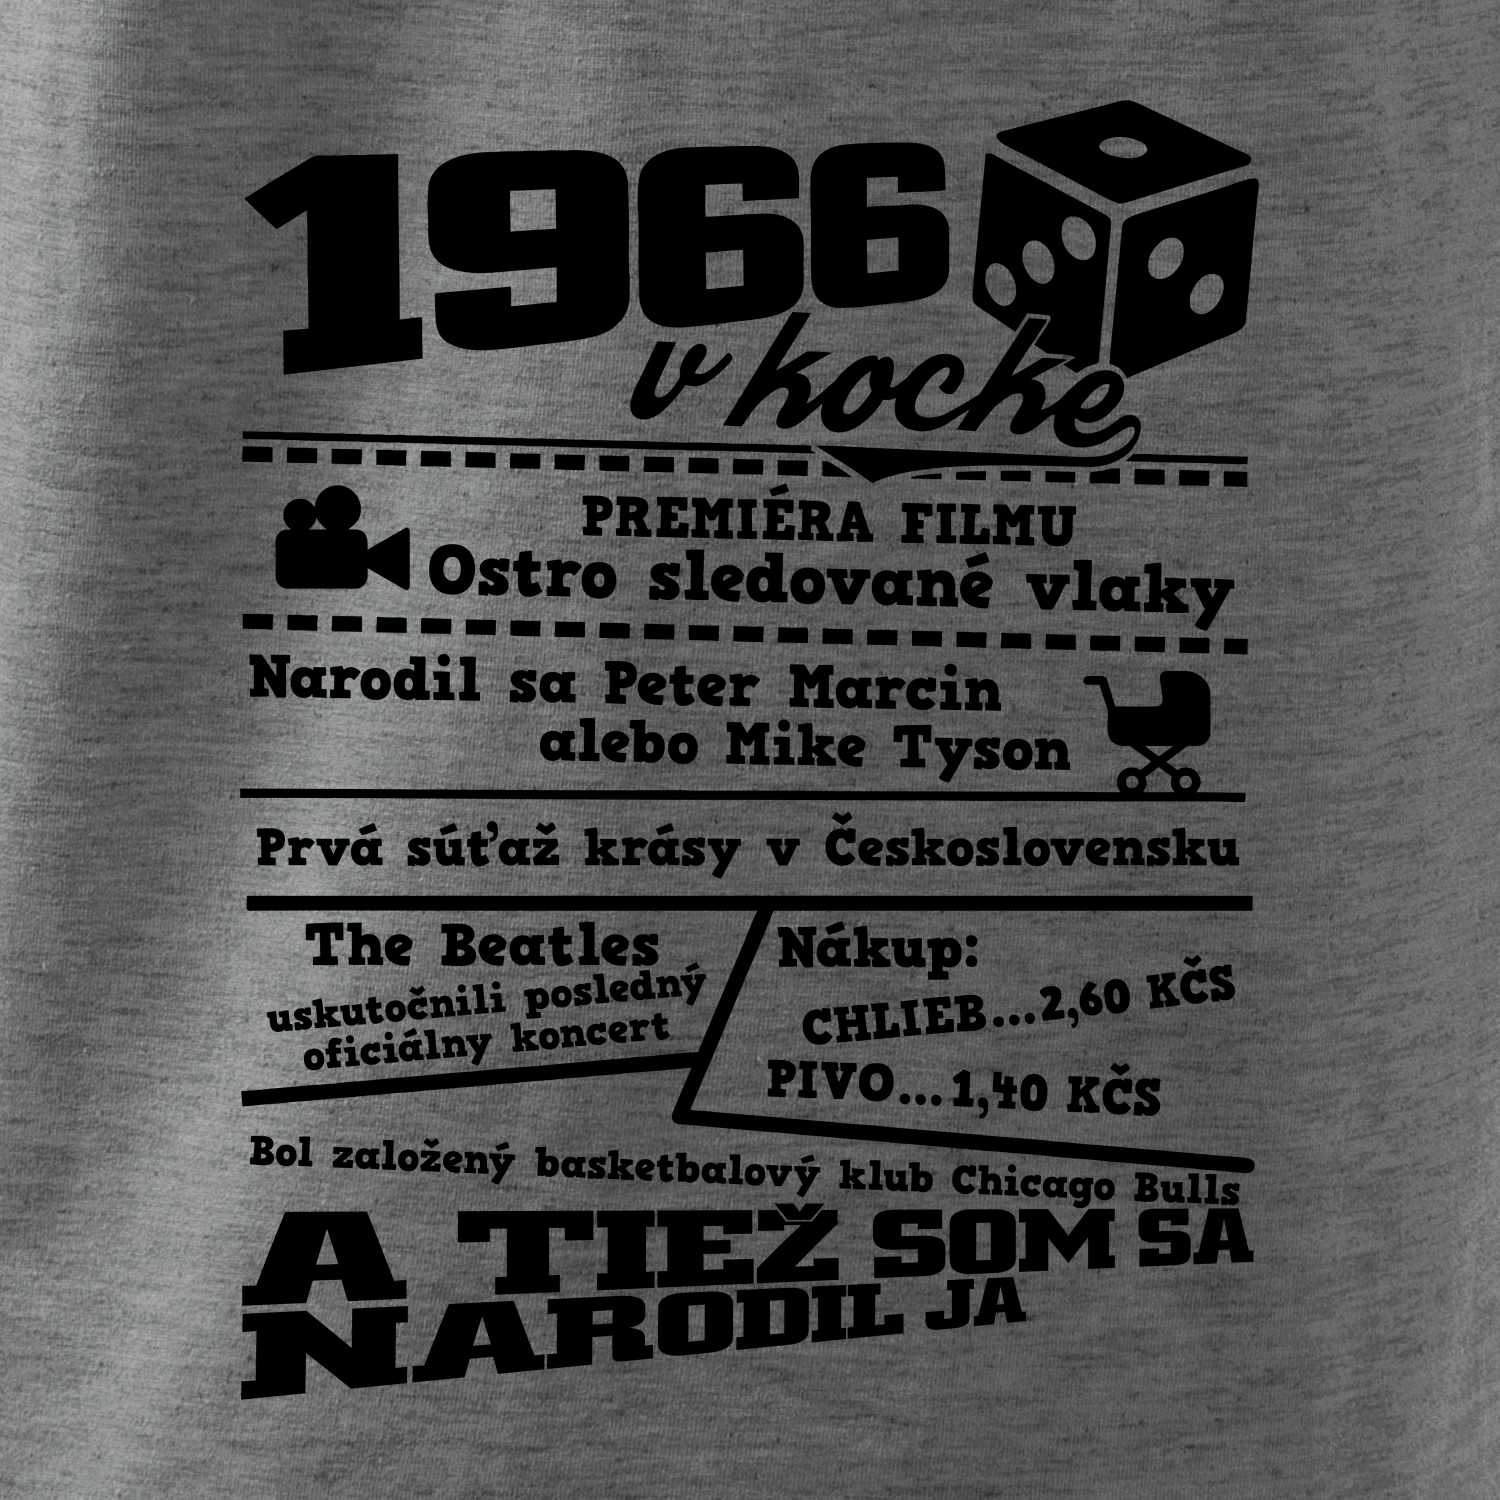 1966
v kocke
PREMIÉRA FILMU
Ostro sledované vlaky
Narodil sa Peter Marcin
alebo Mike Tyson
Prvá súťaž krásy v Československu
The Beatles
uskutočnili posledný
oficiálny koncert
Nákup:
CHLIEB...2,60 KČS
PIVO...1,40 KČS
Bol založený basketbalový klub Chicago Bulls
A TIEŽ SOM SA
NARODIL JA